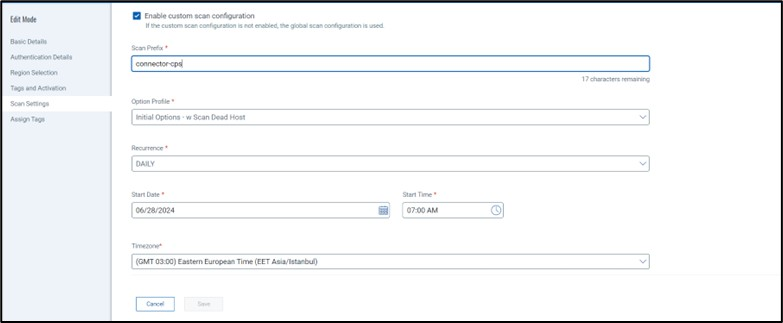 Edit Mode
Basic Details
Authentication Details
Region Selection
Tags and Activation
Scan Settings
Assign Tags
Enable custom scan configuration
If the custom scan configuration is not enabled, the global scan configuration is used.
Scan Prefix *
connector-cps
17 characters remaining
Option Profile *
Initial Options - w Scan Dead Host
Recurrence *
DAILY
Start Date *
Start Time *
06/28/2024
07:00 AM
Timezone*
(GMT 03:00) Eastern European Time (EET Asia/Istanbul)
Cancel
Save